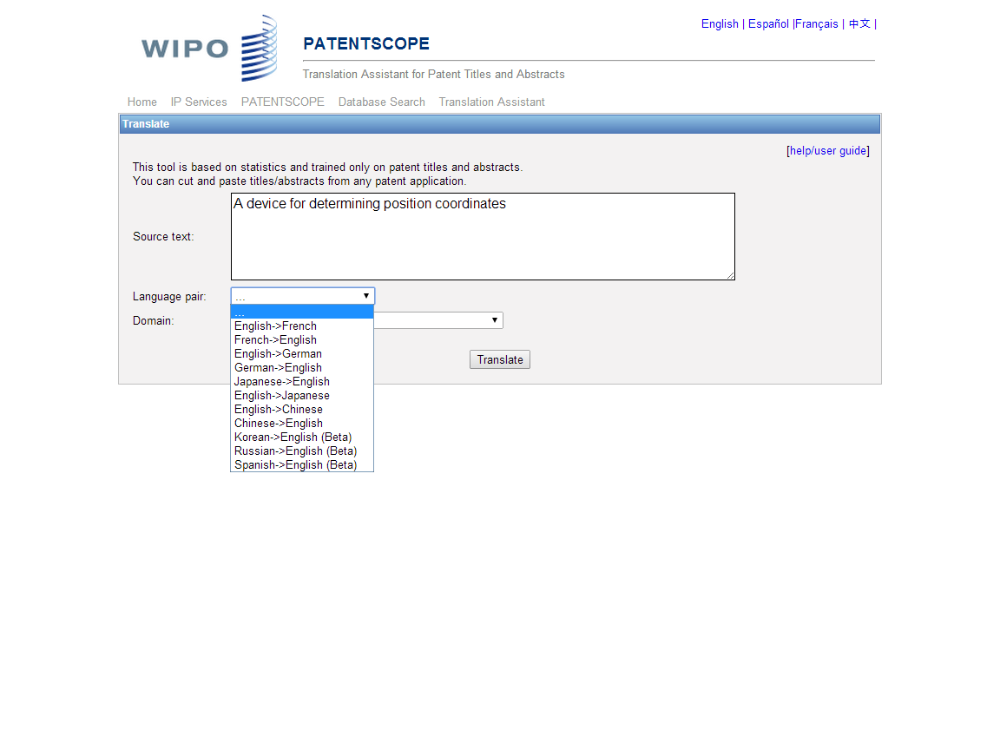 English | Español |Français | 中文 |
WIPO
PATENTSCOPE
Translation Assistant for Patent Titles and Abstracts
Home IP Services PATENTSCOPE Database Search Translation Assistant
Translate
[help/user guide]
This tool is based on statistics and trained only on patent titles and abstracts.
You can cut and paste titles/abstracts from any patent application.
Source text:
A device for determining position coordinates
Language pair:
...
Domain:
...
English->French
French->English
English->German
German->English
Japanese->English
English->Japanese
English->Chinese
Chinese->English
Korean->English (Beta)
Russian->English (Beta)
Spanish->English (Beta)
Translate